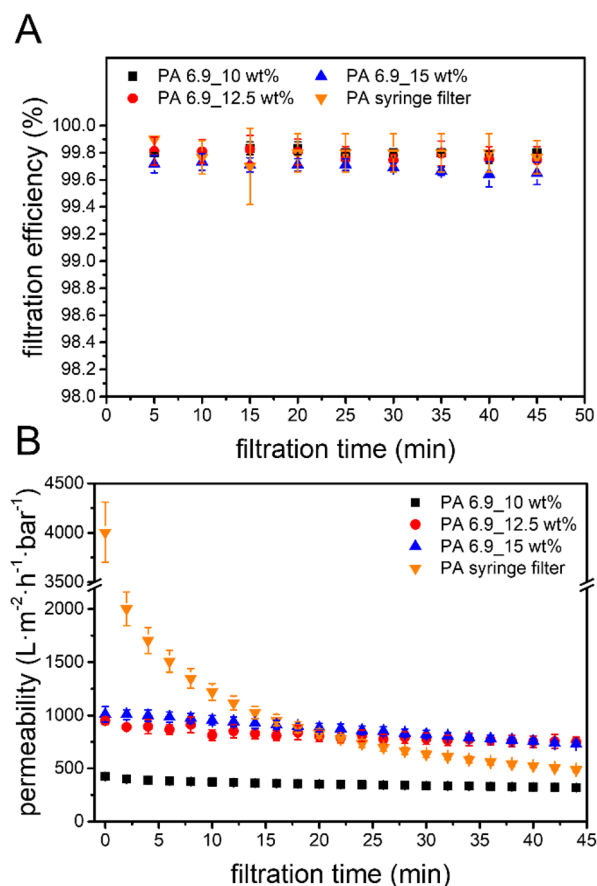 A
PA 6.9_10 wt% PA 6.9_15 wt%
PA 6.9_12.5 wt% PA syringe filter
filtration efficiency (%)
100.0
99.8
99.6
99.4
99.2
99.0
98.8
98.6
98.4
98.2
98.0
0 5 10 15 20 25 30 35 40 45 50
filtration time (min)
B
PA 6.9_10 wt%
PA 6.9_12.5 wt%
PA 6.9_15 wt%
PA syringe filter
permeability (L·m⁻²·h⁻¹·bar⁻¹)
4500
4000
3500
2000
1500
1000
500
0
0 5 10 15 20 25 30 35 40 45
filtration time (min)